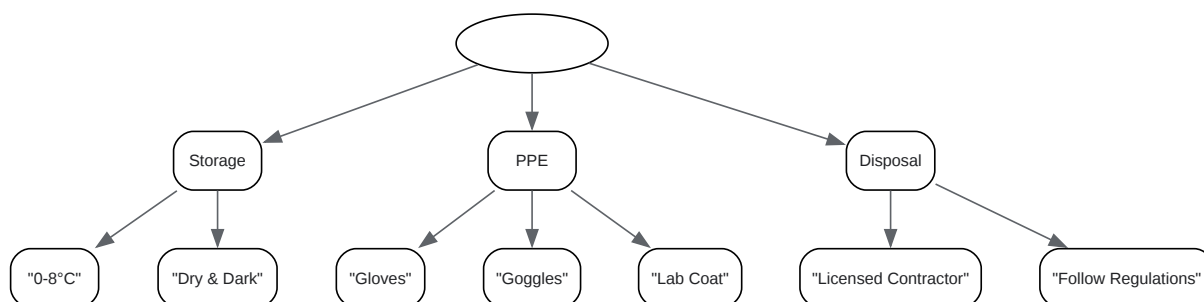 Storage
PPE
Disposal
"0-8°C"
"Dry & Dark"
"Gloves"
"Goggles"
"Lab Coat"
"Licensed Contractor"
"Follow Regulations"